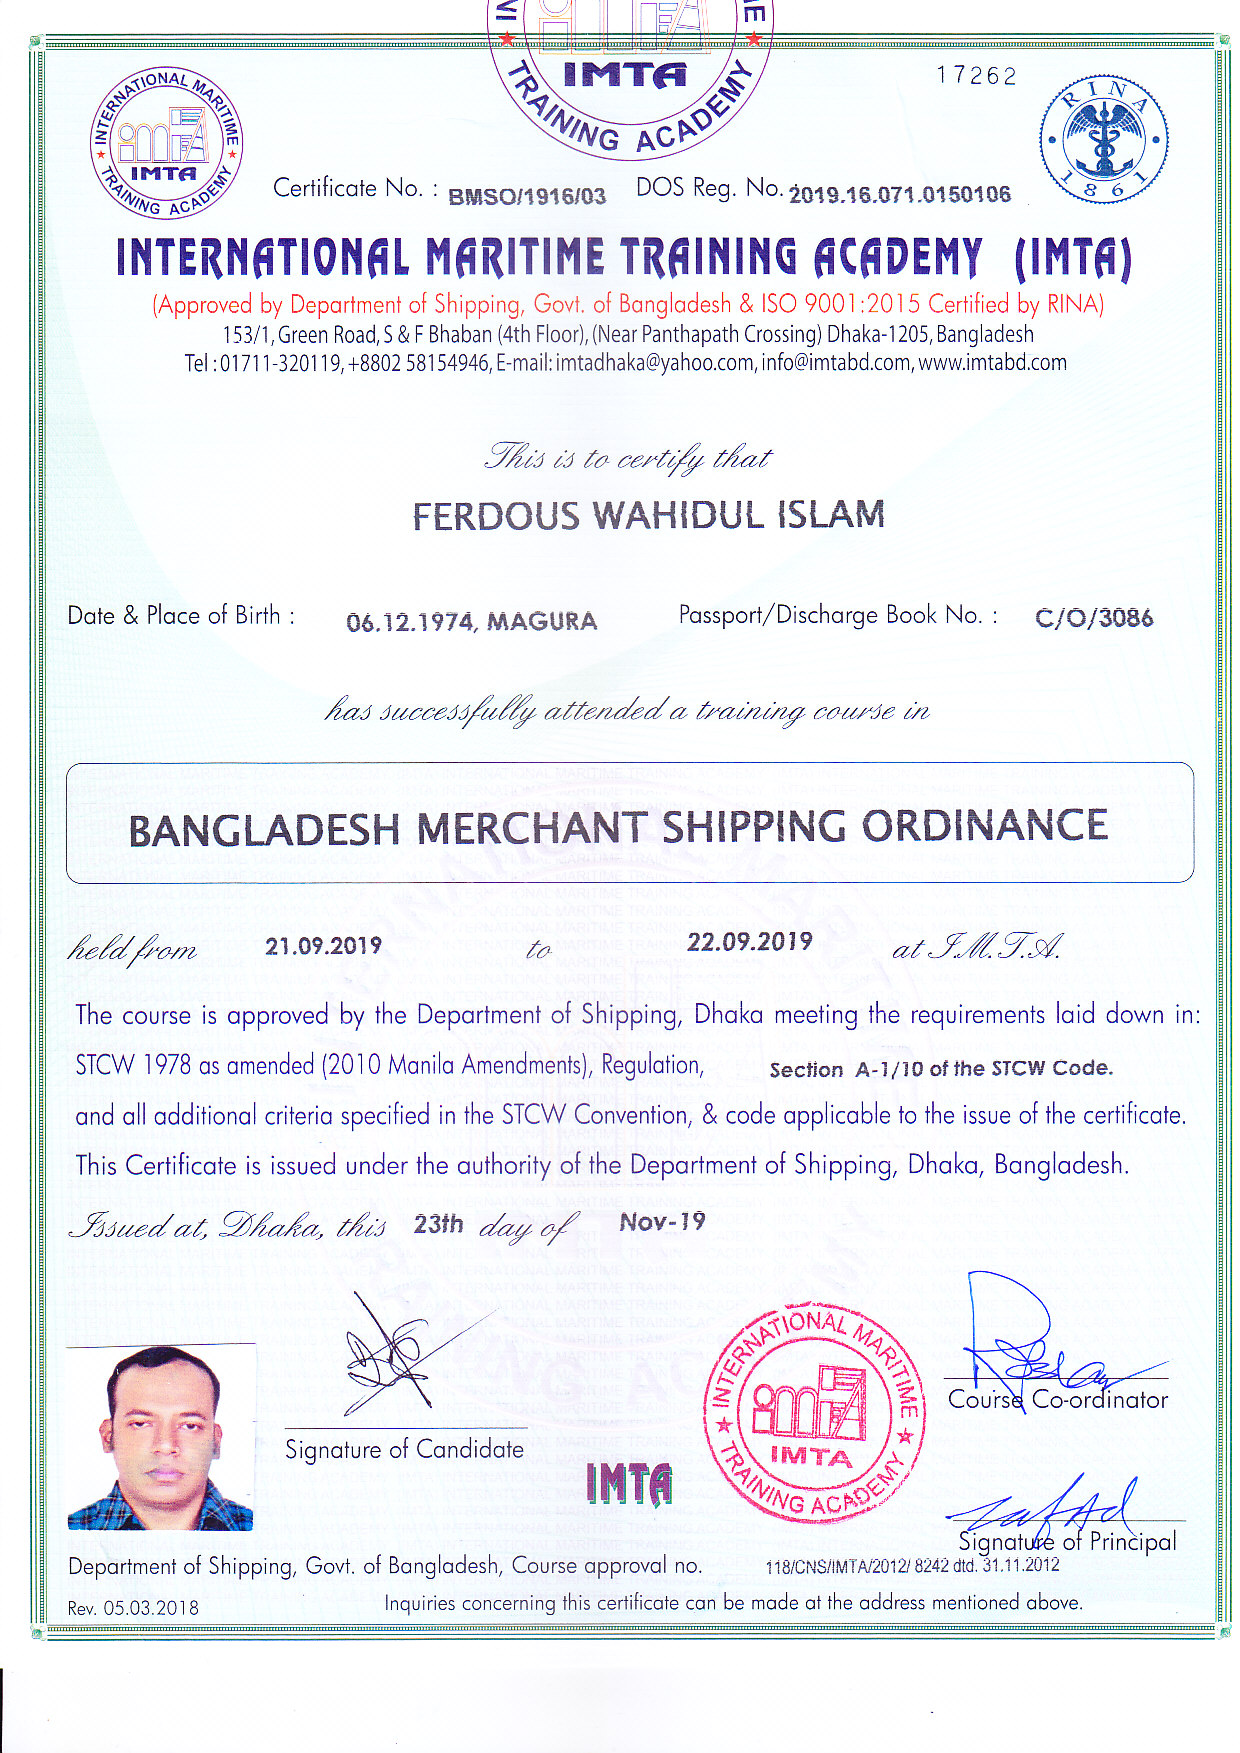 IMTA
TRAINING ACADEMY
17262
INTERNATIONAL MARITIME
IMTA
TRAINING ACADEMY
RINA
1861
Certificate No. : BMSO/1916/03 DOS Reg. No. 2019.16.071.0150106
INTERNATIONAL MARITIME TRAINING ACADEMY (IMTA)
(Approved by Department of Shipping, Govt. of Bangladesh & ISO 9001:2015 Certified by RINA)
153/1, Green Road, S & F Bhaban (4th Floor), (Near Panthapath Crossing) Dhaka-1205, Bangladesh
Tel : 01711-320119, +8802 58154946, E-mail: imtadhaka@yahoo.com, info@imtabd.com, www.imtabd.com
This is to certify that
FERDOUS WAHIDUL ISLAM
Date & Place of Birth : 06.12.1974, MAGURA Passport/Discharge Book No. : C/O/3086
has successfully attended a training course in
BANGLADESH MERCHANT SHIPPING ORDINANCE
held from 21.09.2019 to 22.09.2019 at I.M.T.A.
The course is approved by the Department of Shipping, Dhaka meeting the requirements laid down in:
STCW 1978 as amended (2010 Manila Amendments), Regulation, Section A-1/10 of the STCW Code.
and all additional criteria specified in the STCW Convention, & code applicable to the issue of the certificate.
This Certificate is issued under the authority of the Department of Shipping, Dhaka, Bangladesh.
Issued at, Dhaka, this 23th day of Nov-19
INTERNATIONAL MARITIME
IMTA
TRAINING ACADEMY
Course Co-ordinator
Signature of Candidate
IMTA
Signature of Principal
Department of Shipping, Govt. of Bangladesh, Course approval no. 118/CNS/IMTA/2012/ 8242 dtd. 31.11.2012
Rev. 05.03.2018 Inquiries concerning this certificate can be made at the address mentioned above.